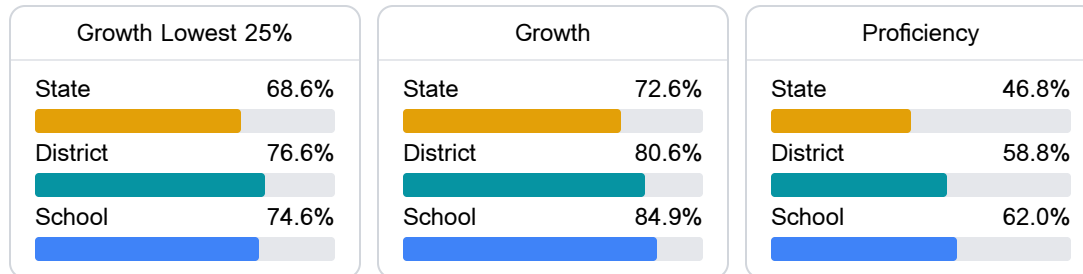 Growth Lowest 25%
State 68.6%
District 76.6%
School 74.6%
Growth
State 72.6%
District 80.6%
School 84.9%
Proficiency
State 46.8%
District 58.8%
School 62.0%